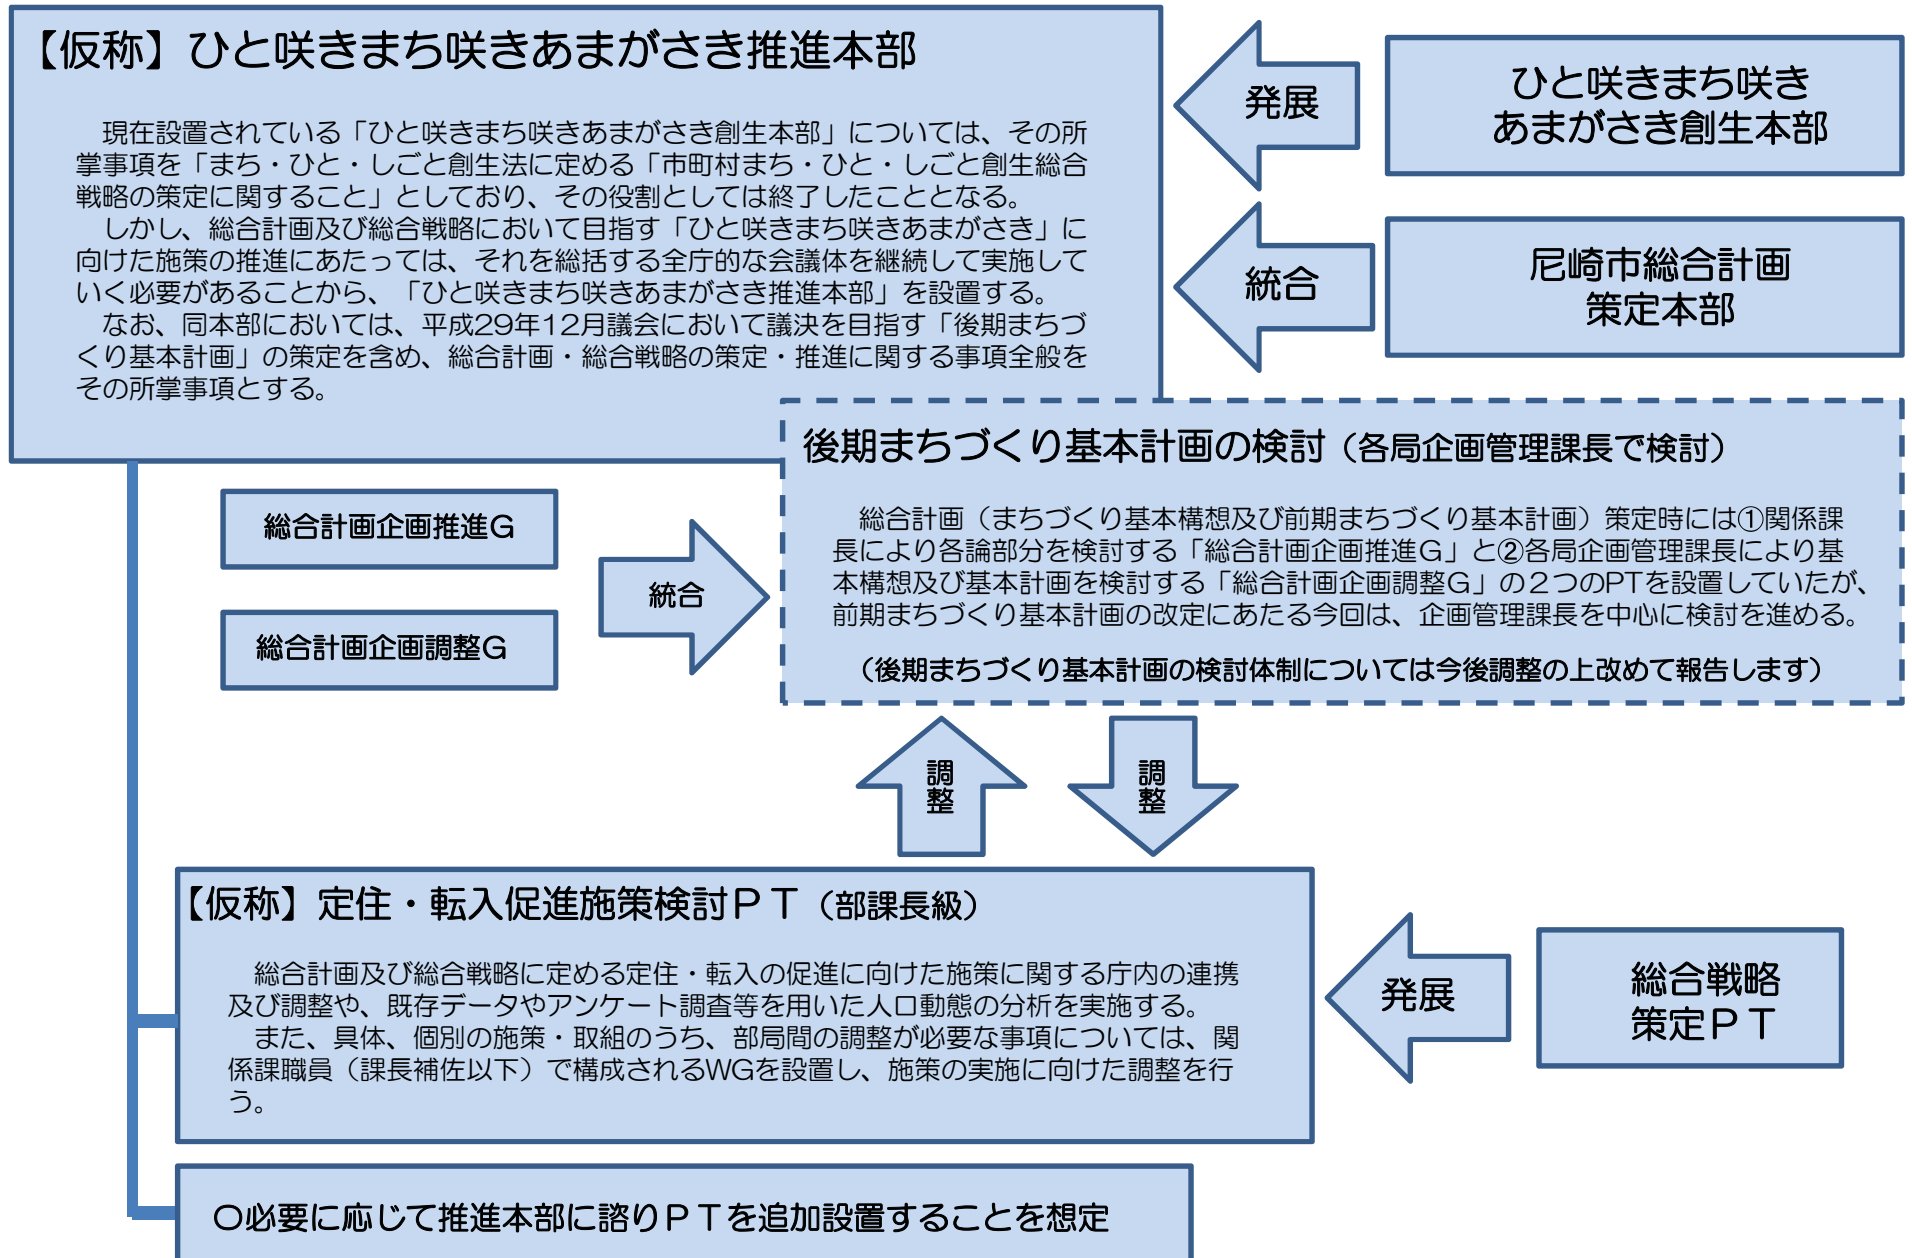 【仮称】ひと咲きまち咲きあまがさき推進本部
現在設置されている「ひと咲きまち咲きあまがさき創生本部」については、その所
掌事項を「まち・ひと・しごと創生法に定める「市町村まち・ひと・しごと創生総合
戦略の策定に関すること」としており、その役割としては終了したこととなる。
しかし、総合計画及び総合戦略において目指す「ひと咲きまち咲きあまがさき」に
向けた施策の推進にあたっては、それを総括する全庁的な会議体を継続して実施して
いく必要があることから、「ひと咲きまち咲きあまがさき推進本部」を設置する。
なお、同本部においては、平成29年12月議会において議決を目指す「後期まちづ
くり基本計画」の策定を含め、総合計画・総合戦略の策定・推進に関する事項全般を
その所掌事項とする。
発展
ひと咲きまち咲き
あまがさき創生本部
統合
尼崎市総合計画
策定本部
後期まちづくり基本計画の検討（各局企画管理課長で検討）
総合計画（まちづくり基本構想及び前期まちづくり基本計画）策定時には①関係課
長により各論部分を検討する「総合計画企画推進G」と②各局企画管理課長により基
本構想及び基本計画を検討する「総合計画企画調整G」の２つのPTを設置していたが、
前期まちづくり基本計画の改定にあたる今回は、企画管理課長を中心に検討を進める。
（後期まちづくり基本計画の検討体制については今後調整の上改めて報告します）
総合計画企画推進G
総合計画企画調整G
統合
調整
調整
【仮称】定住・転入促進施策検討ＰＴ（部課長級）
総合計画及び総合戦略に定める定住・転入の促進に向けた施策に関する庁内の連携
及び調整や、既存データやアンケート調査等を用いた人口動態の分析を実施する。
また、具体、個別の施策・取組のうち、部局間の調整が必要な事項については、関
係課職員（課長補佐以下）で構成されるWGを設置し、施策の実施に向けた調整を行
う。
発展
総合戦略
策定ＰＴ
○必要に応じて推進本部に諮りＰＴを追加設置することを想定